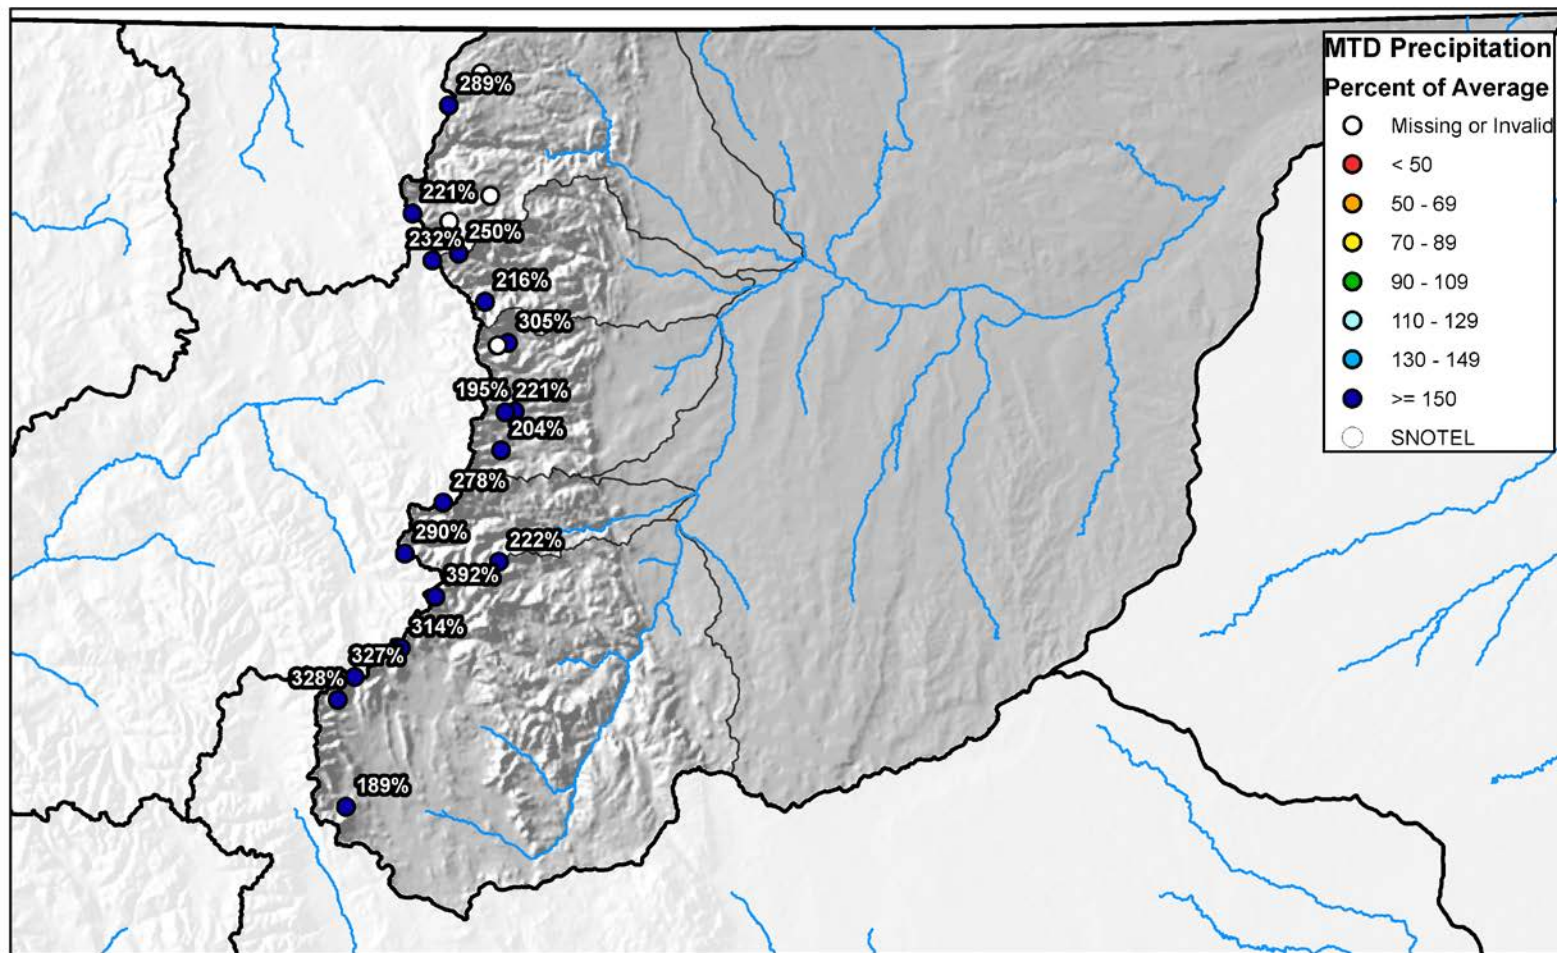 MTD Precipitation
Percent of Average
Missing or Invalid
< 50
50 - 69
70 - 89
90 - 109
110 - 129
130 - 149
>= 150
SNOTEL
289%
221%
232% 250%
216%
305%
195% 221%
204%
278%
290%
222%
392%
314%
327%
328%
189%